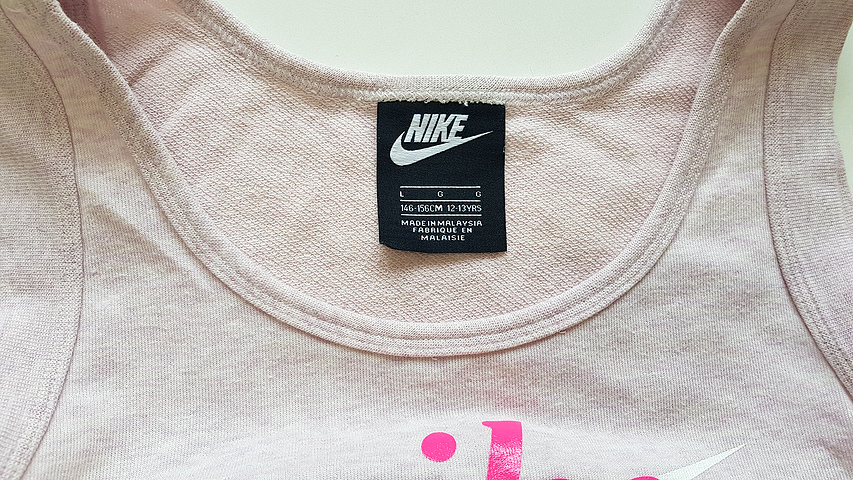 NIKE
L G G
146-156CM 12-13YRS
MADE IN MALAYSIA
FABRIQUE EN
MALAISIE